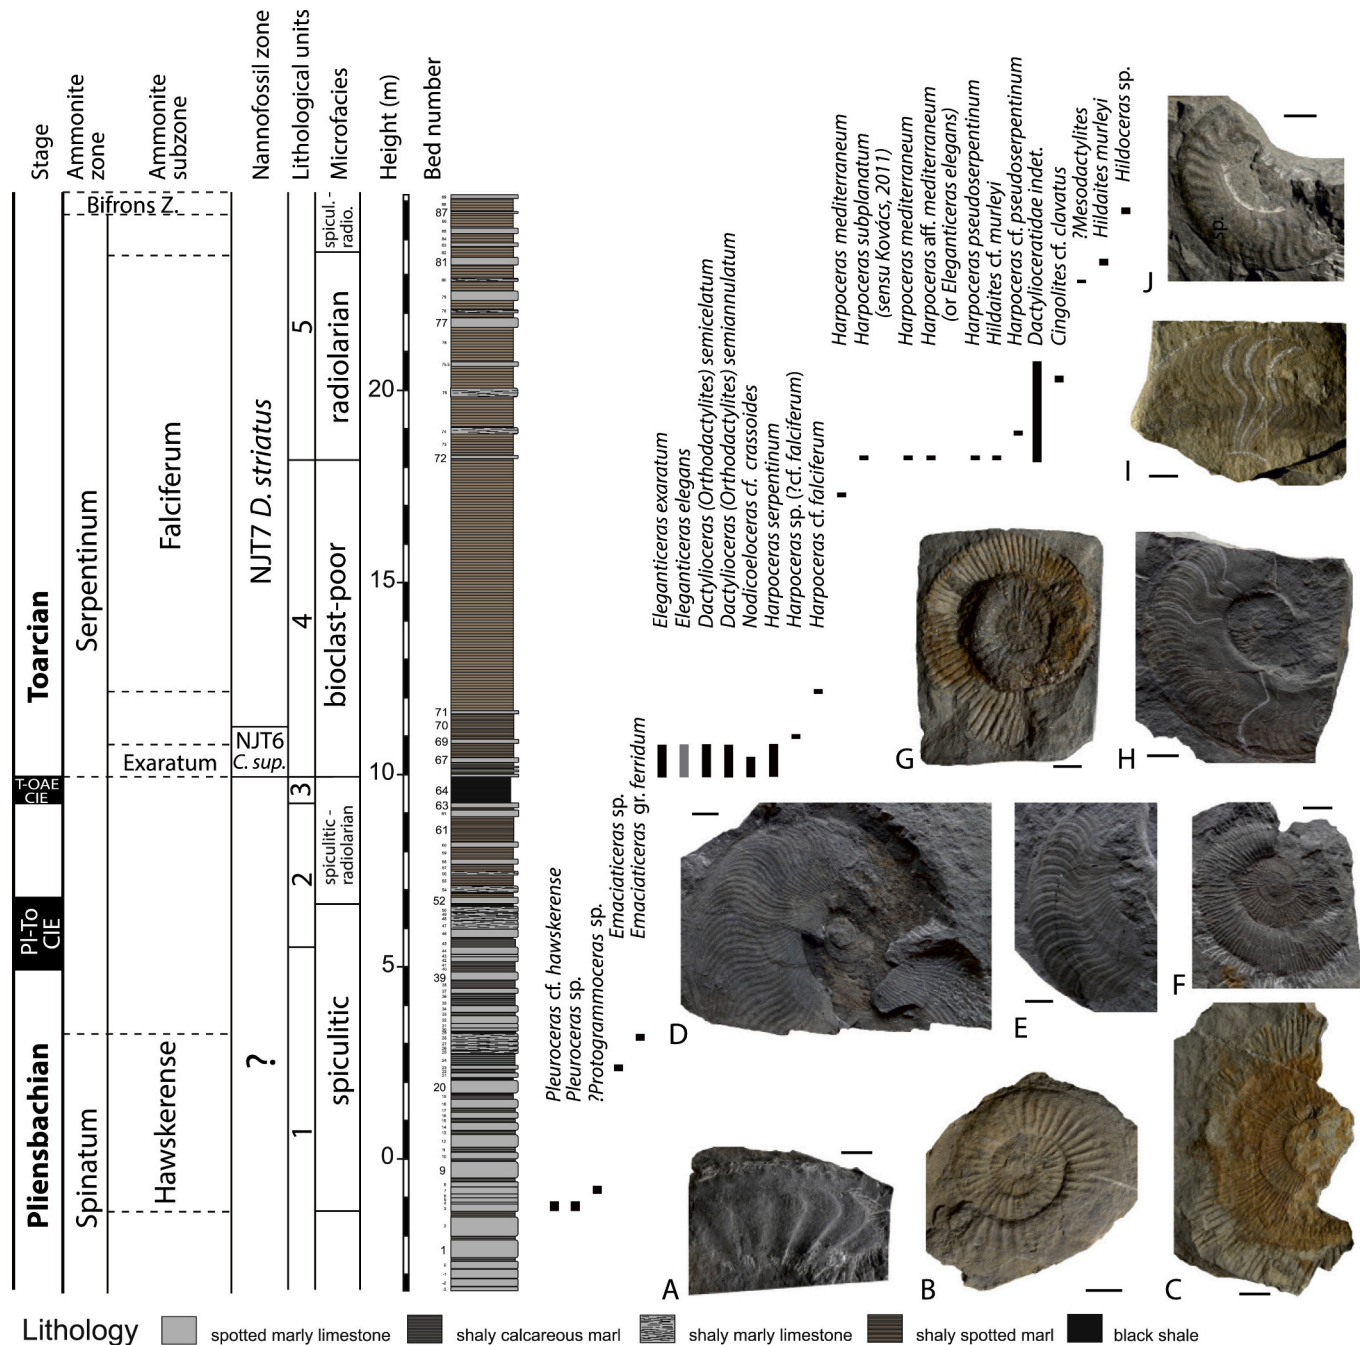 Stage
Ammonite zone
Ammonite subzone
Nannofossil zone
Lithological units
Microfacies
Height (m)
Bed number
Toarcian
T-OAE CIE
Pl-To CIE
Pliensbachian
Bifrons Z.
Serpentinum
Spinatum
Falciferum
Exaratum
Hawskerense
NJT7 D. striatus
NJT6
C. sup.
?
5
4
3
2
1
spicul.-
radio.
radiolarian
bioclast-poor
spiculitic -
radiolarian
spiculitic
20
15
10
5
0
87
81
77
72
71
70
69
67
64
63
61
52
39
20
9
1
Pleuroceras cf. hawskerense
Pleuroceras sp.
?Protogrammoceras sp.
Emaciaticeras sp.
Emaciaticeras gr. ferridum
Eleganticeras exaratum
Eleganticeras elegans
Dactylioceras (Orthodactylites) semicelatum
Dactylioceras (Orthodactylites) semiannulatum
Nodicoeloceras cf. crassoides
Harpoceras serpentinum
Harpoceras sp. (?cf. falciferum)
Harpoceras cf. falciferum
Harpoceras mediterraneum
Harpoceras subplanatum
(sensu Kovács, 2011)
Harpoceras mediterraneum
Harpoceras aff. mediterraneum
(or Eleganticeras elegans)
Harpoceras pseudoserpentinum
Hildaites cf. murleyi
Harpoceras cf. pseudoserpentinum
Dactylioceratidae indet.
Cingolites cf. clavatus
?Mesodactylites
sp.
Hildaites murleyi
Hildoceras sp.
J
I
G
H
D
E
F
A
B
C
Lithology
spotted marly limestone
shaly calcareous marl
shaly marly limestone
shaly spotted marl
black shale